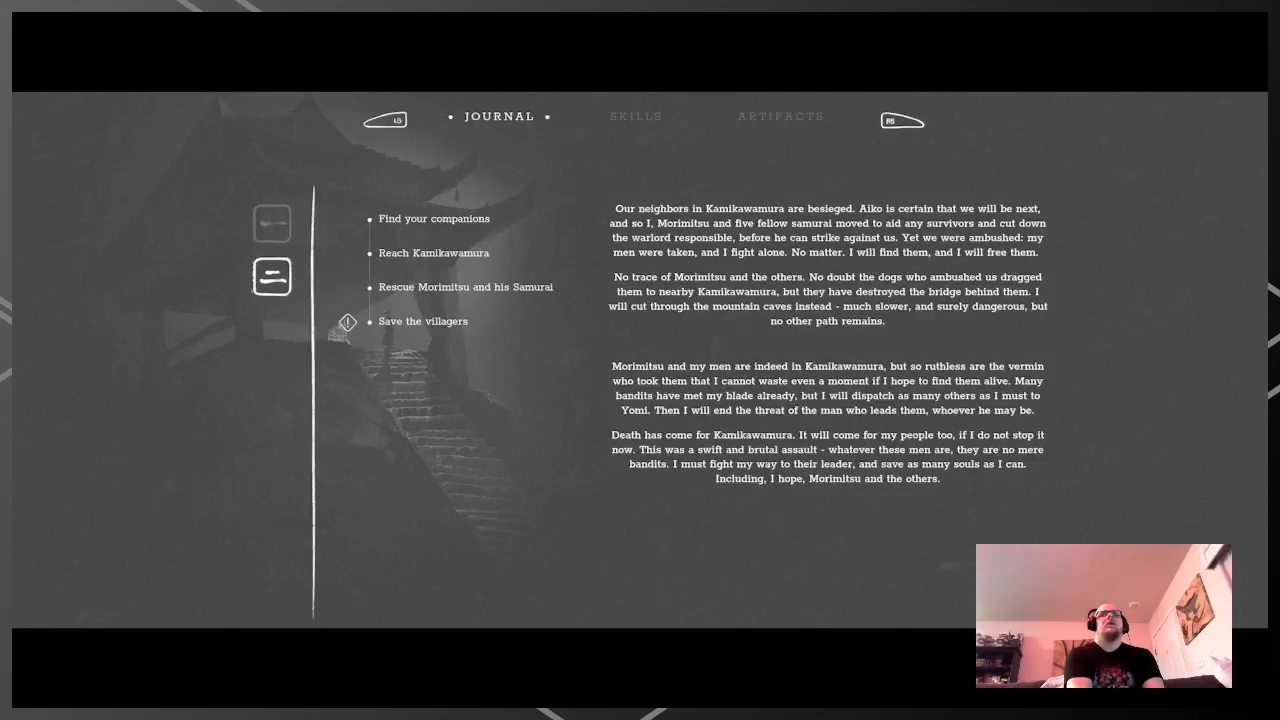 LB
• JOURNAL •
SKILLS
ARTIFACTS
RB
一
二
Find your companions
Reach Kamikawamura
Rescue Morimitsu and his Samurai
! Save the villagers
Our neighbors in Kamikawamura are besieged. Aiko is certain that we will be next,
and so I, Morimitsu and five fellow samurai moved to aid any survivors and cut down
the warlord responsible, before he can strike against us. Yet we were ambushed: my
men were taken, and I fight alone. No matter. I will find them, and I will free them.
No trace of Morimitsu and the others. No doubt the dogs who ambushed us dragged
them to nearby Kamikawamura, but they have destroyed the bridge behind them. I
will cut through the mountain caves instead - much slower, and surely dangerous, but
no other path remains.
Morimitsu and my men are indeed in Kamikawamura, but so ruthless are the vermin
who took them that I cannot waste even a moment if I hope to find them alive. Many
bandits have met my blade already, but I will dispatch as many others as I must to
Yomi. Then I will end the threat of the man who leads them, whoever he may be.
Death has come for Kamikawamura. It will come for my people too, if I do not stop it
now. This was a swift and brutal assault - whatever these men are, they are no mere
bandits. I must fight my way to their leader, and save as many souls as I can.
Including, I hope, Morimitsu and the others.